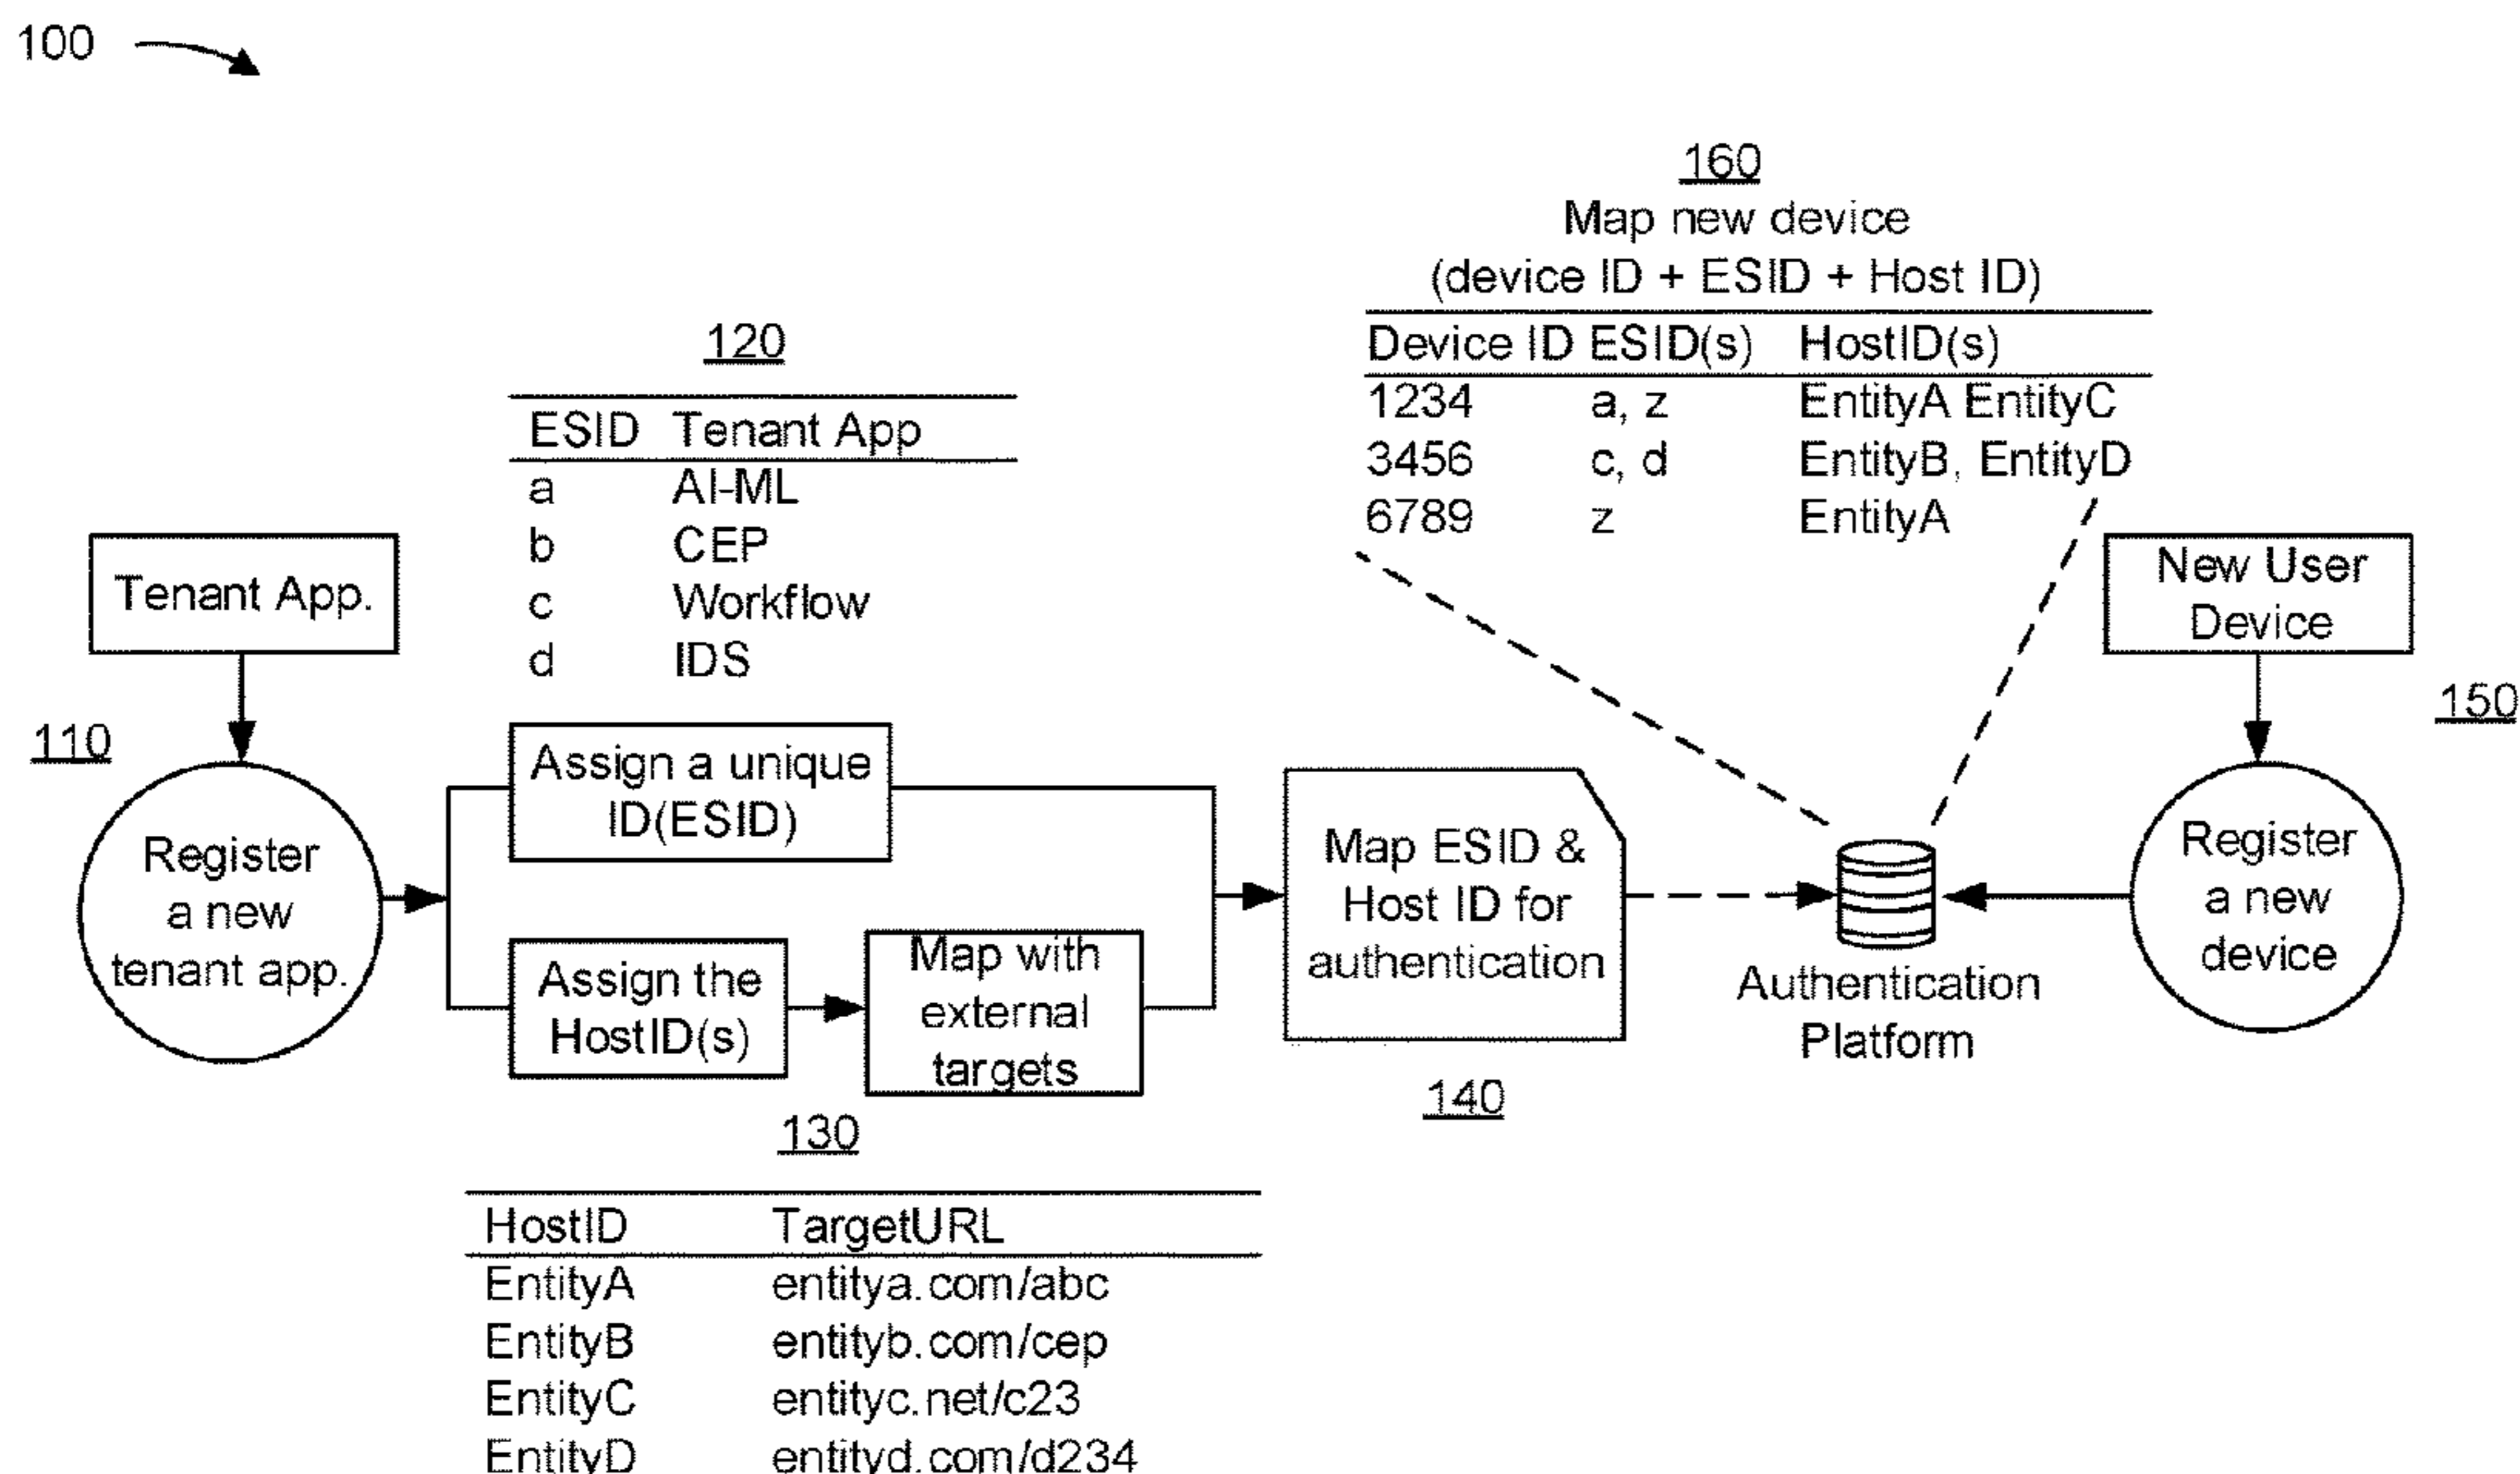 100
160
Map new device
(device ID + ESID + Host ID)
Device ID ESID(s) HostID(s)
1234 a, z EntityA EntityC
3456 c, d EntityB, EntityD
6789 z EntityA
120
ESID Tenant App
a AI-ML
b CEP
c Workflow
d IDS
Tenant App.
New User
Device
110
150
Register
a new
tenant app.
Assign a unique
ID(ESID)
Assign the
HostID(s)
Map with
external
targets
Map ESID &
Host ID for
authentication
140
Authentication
Platform
Register
a new
device
130
HostID TargetURL
EntityA entitya.com/abc
EntityB entityb.com/cep
EntityC entityc.net/c23
EntityD entityd.com/d234